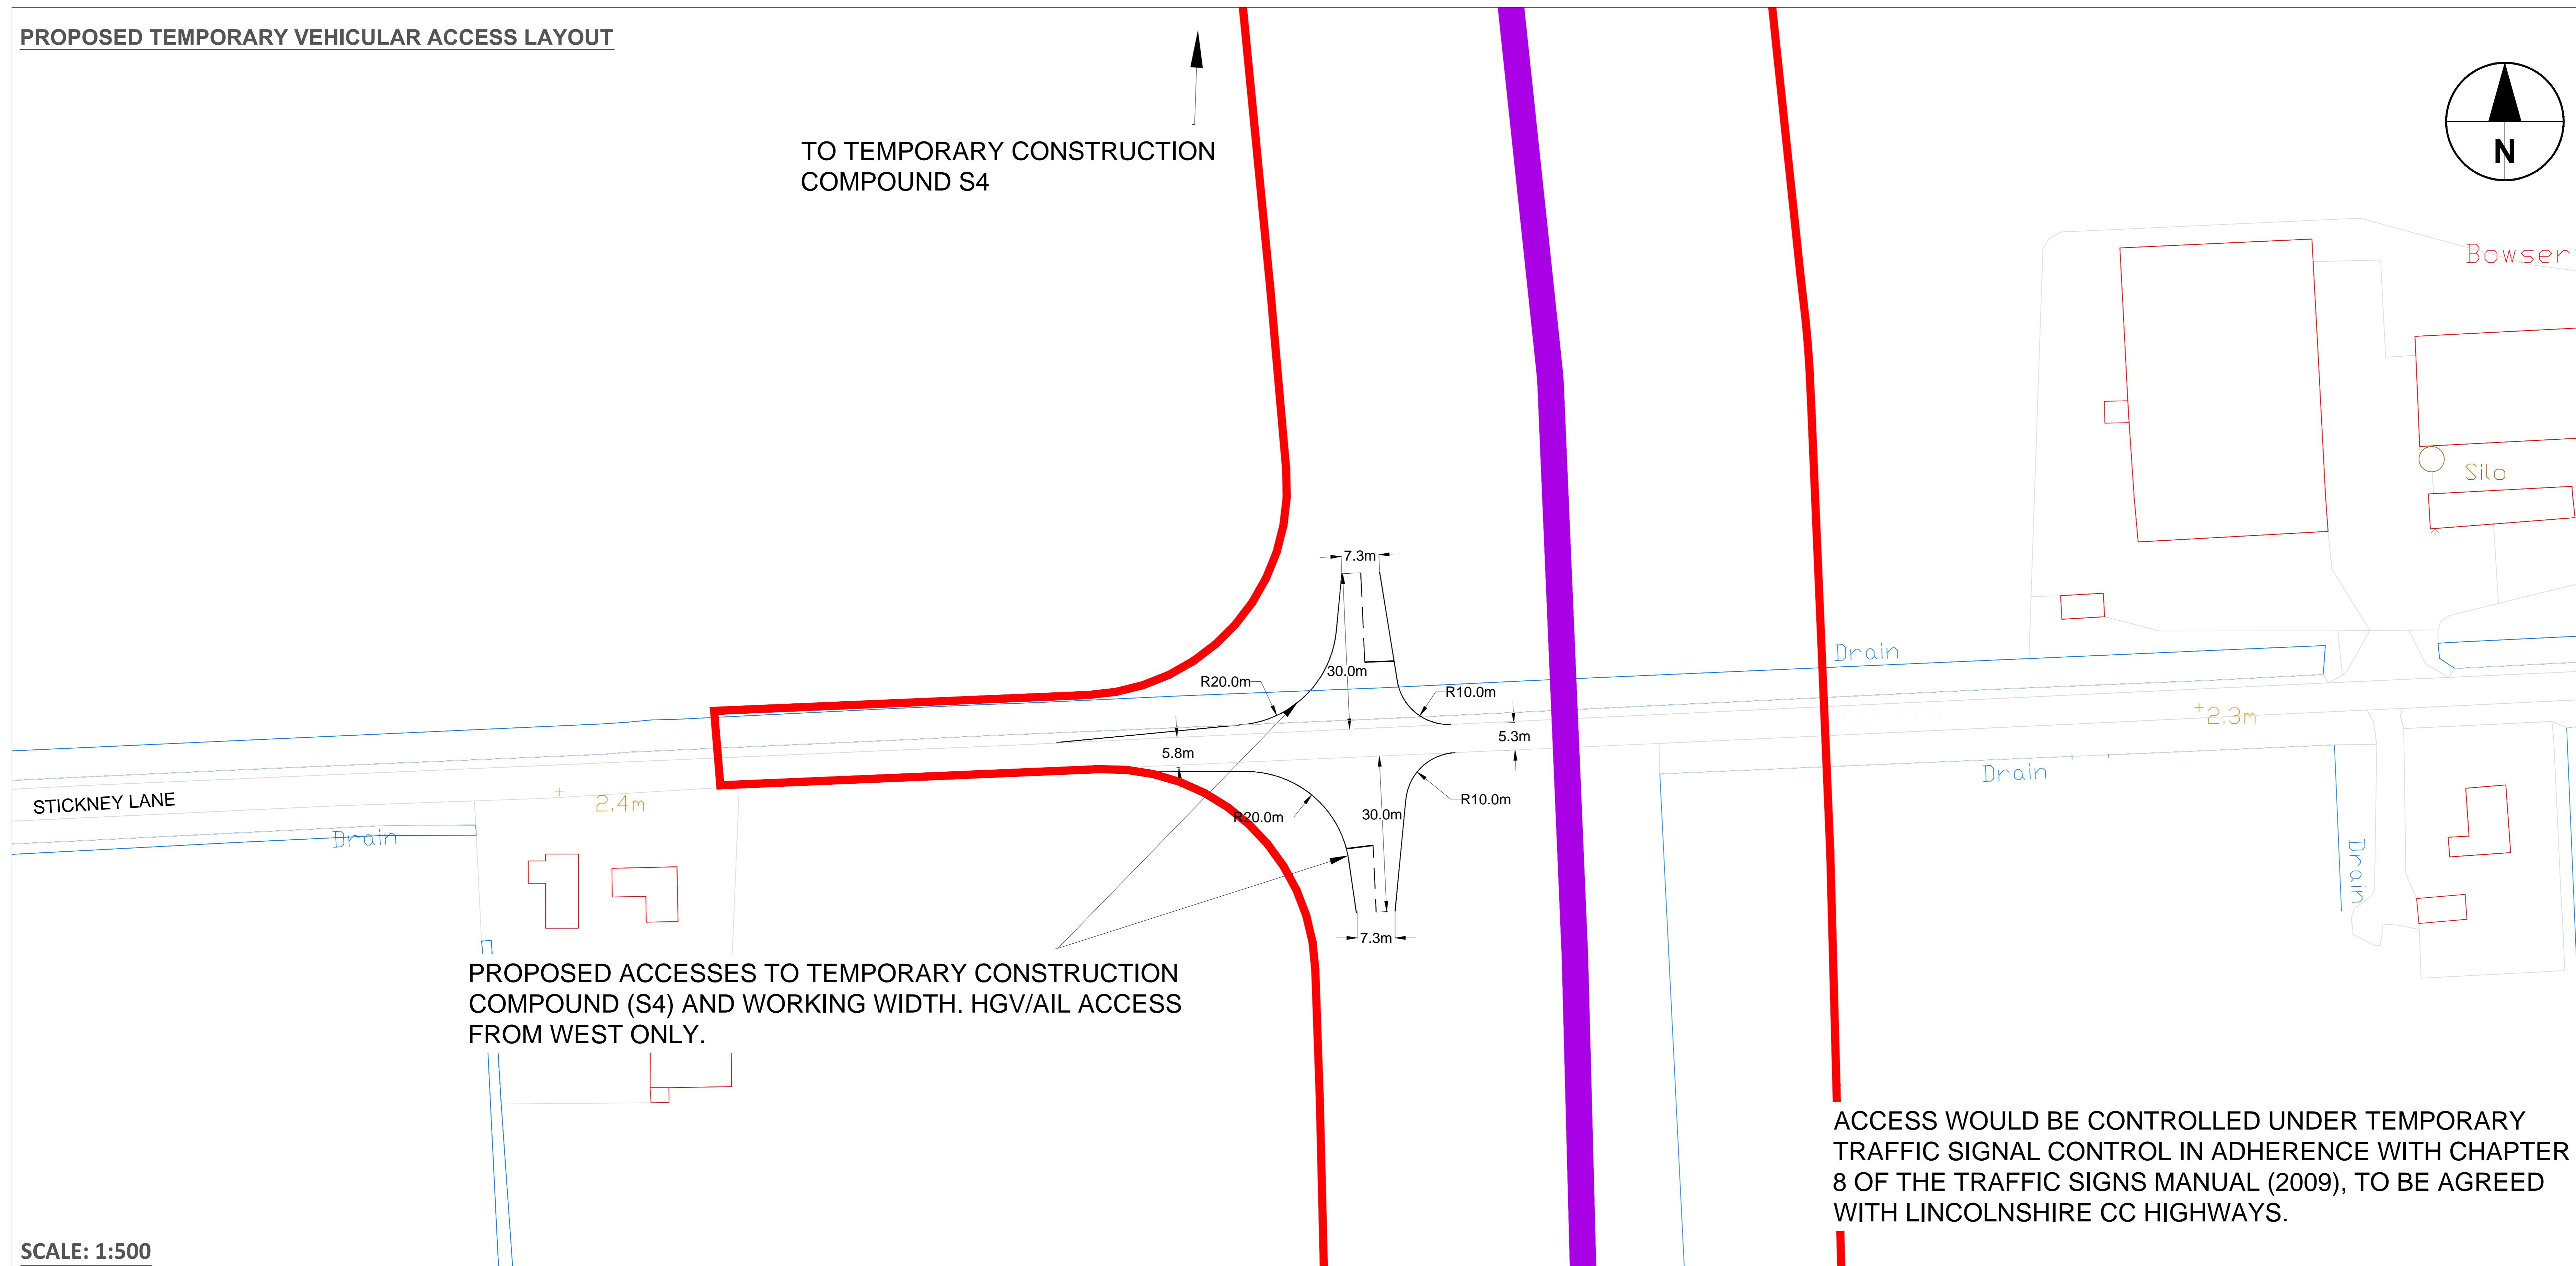 PROPOSED TEMPORARY VEHICULAR ACCESS LAYOUT
TO TEMPORARY CONSTRUCTION
COMPOUND S4
N
Bowser
Silo
7.3m
Drain
30.0m
R20.0m
R10.0m
+2.3m
5.3m
5.8m
Drain
STICKNEY LANE
+ 2.4m
R10.0m
R20.0m
30.0m
Drain
Drain
7.3m
PROPOSED ACCESSES TO TEMPORARY CONSTRUCTION
COMPOUND (S4) AND WORKING WIDTH. HGV/AIL ACCESS
FROM WEST ONLY.
ACCESS WOULD BE CONTROLLED UNDER TEMPORARY
TRAFFIC SIGNAL CONTROL IN ADHERENCE WITH CHAPTER
8 OF THE TRAFFIC SIGNS MANUAL (2009), TO BE AGREED
WITH LINCOLNSHIRE CC HIGHWAYS.
SCALE: 1:500